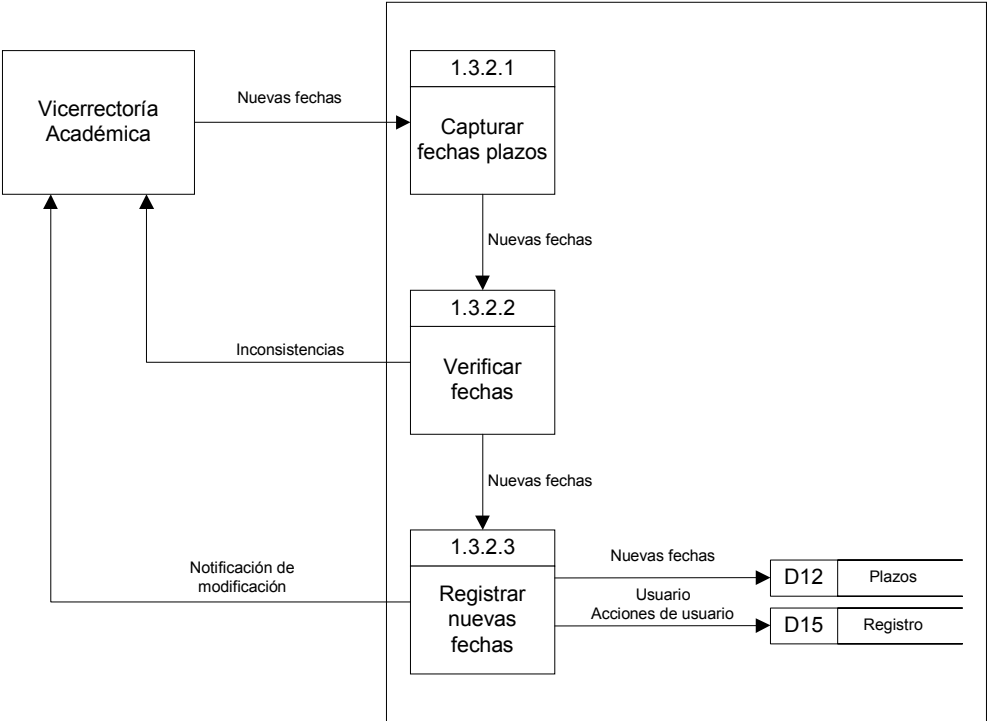 1.3.2.1
Vicerrectoría
Académica
Nuevas fechas
Capturar
fechas plazos
Nuevas fechas
1.3.2.2
Inconsistencias
Verificar
fechas
Nuevas fechas
1.3.2.3
Notificación de
modificación
Registrar
nuevas
fechas
Nuevas fechas
D12 Plazos
Usuario
Acciones de usuario
D15 Registro